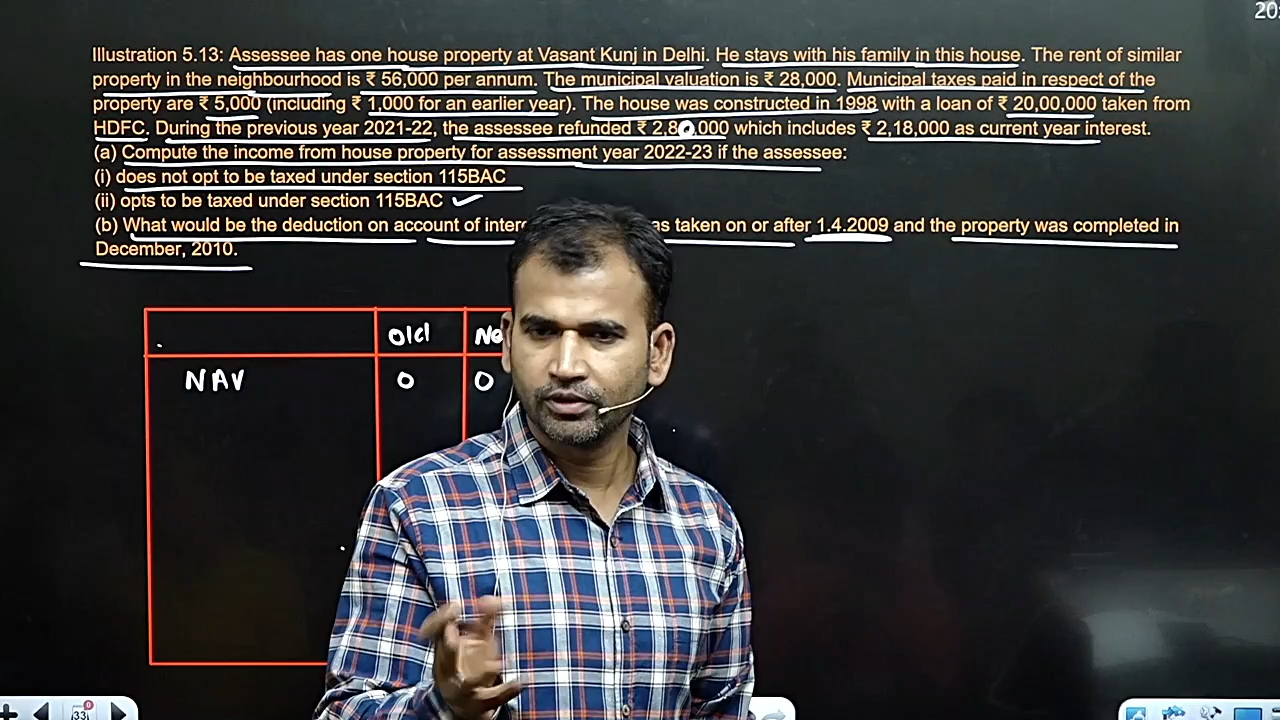 20:
Illustration 5.13: Assessee has one house property at Vasant Kunj in Delhi. He stays with his family in this house. The rent of similar
property in the neighbourhood is ₹ 56,000 per annum. The municipal valuation is ₹ 28,000. Municipal taxes paid in respect of the
property are ₹ 5,000 (including ₹ 1,000 for an earlier year). The house was constructed in 1998 with a loan of ₹ 20,00,000 taken from
HDFC. During the previous year 2021-22, the assessee refunded ₹ 2,80,000 which includes ₹ 2,18,000 as current year interest.
(a) Compute the income from house property for assessment year 2022-23 if the assessee:
(i) does not opt to be taxed under section 115BAC
(ii) opts to be taxed under section 115BAC
(b) What would be the deduction on account of as taken on or after 1.4.2009 and the property was completed in
December, 2010.
Old
NAV 0 0
33
0